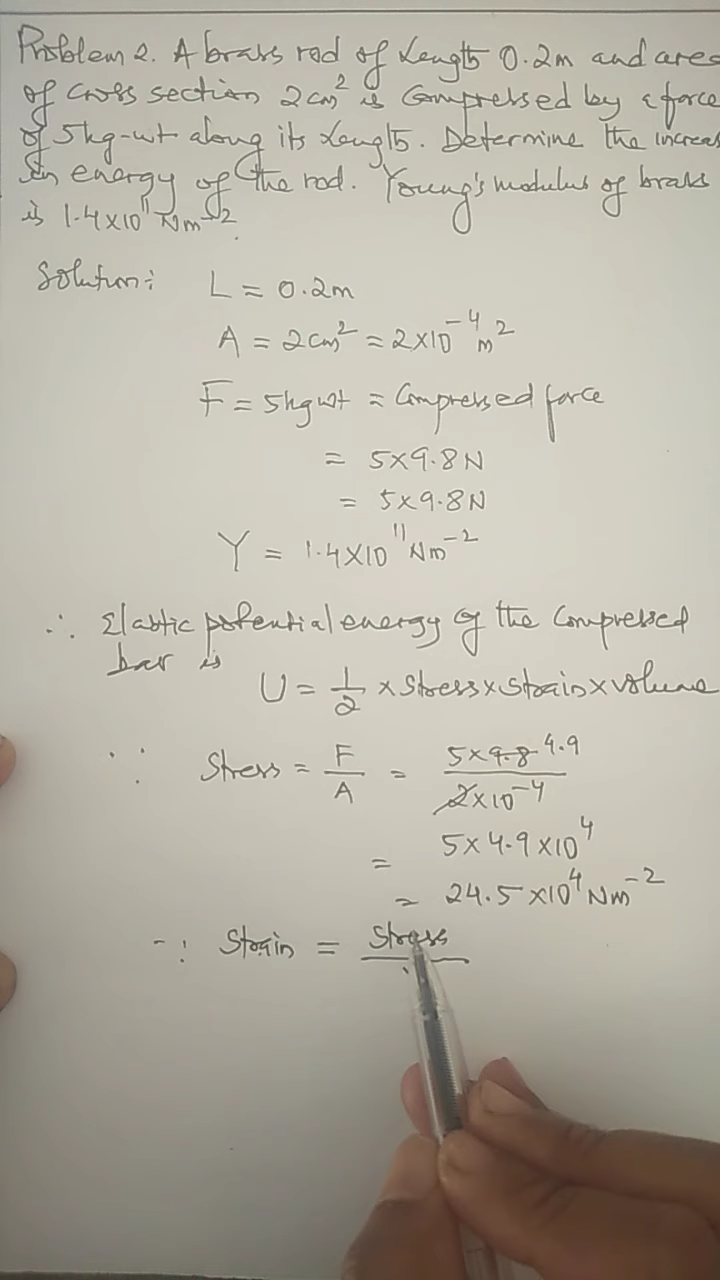 Problem 2. A brass rod of Length 0.2m and area
of cross section 2cm² is compressed by a force
of 5kg-wt along its Length. Determine the increas
in energy of the rod. Young's modulus of brass
is 1.4×10¹¹ Nm⁻².
Solution: L = 0.2m
A = 2cm² = 2×10⁻⁴ m²
F = 5kgwt = Compressed force
= 5×9.8N
= 5×9.8N
Y = 1.4×10¹¹ Nm⁻²
∴ Elastic potential energy of the compressed
bar is
U = 1/2 × stress×strain×volume
∵ Stress = F/A = 5×9.8 4.9/2×10⁻⁴
= 5×4.9×10⁴
= 24.5×10⁴ Nm⁻²
∵ Strain = Stress